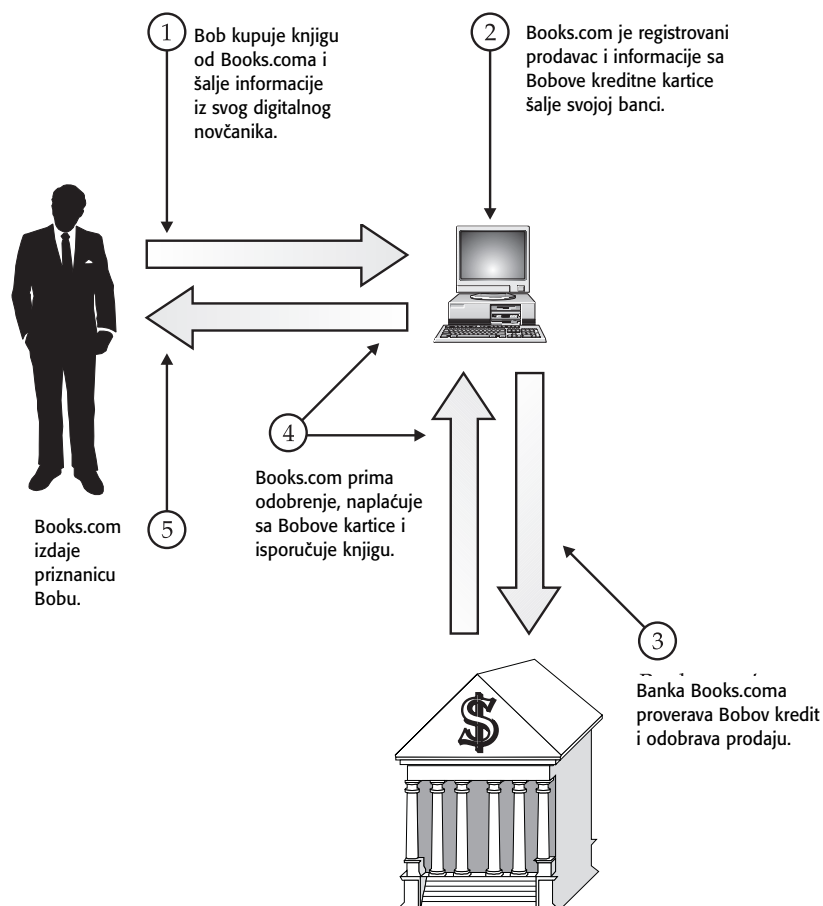 1
Bob kupuje knjigu
od Books.coma i
šalje informacije
iz svog digitalnog
novčanika.
2
Books.com je registrovani
prodavac i informacije sa
Bobove kreditne kartice
šalje svojoj banci.
4
Books.com prima
odobrenje, naplaćuje
sa Bobove kartice i
isporučuje knjigu.
5
Books.com
izdaje
priznanicu
Bobu.
3
Banka Books.coma
proverava Bobov kredit
i odobrava prodaju.
$